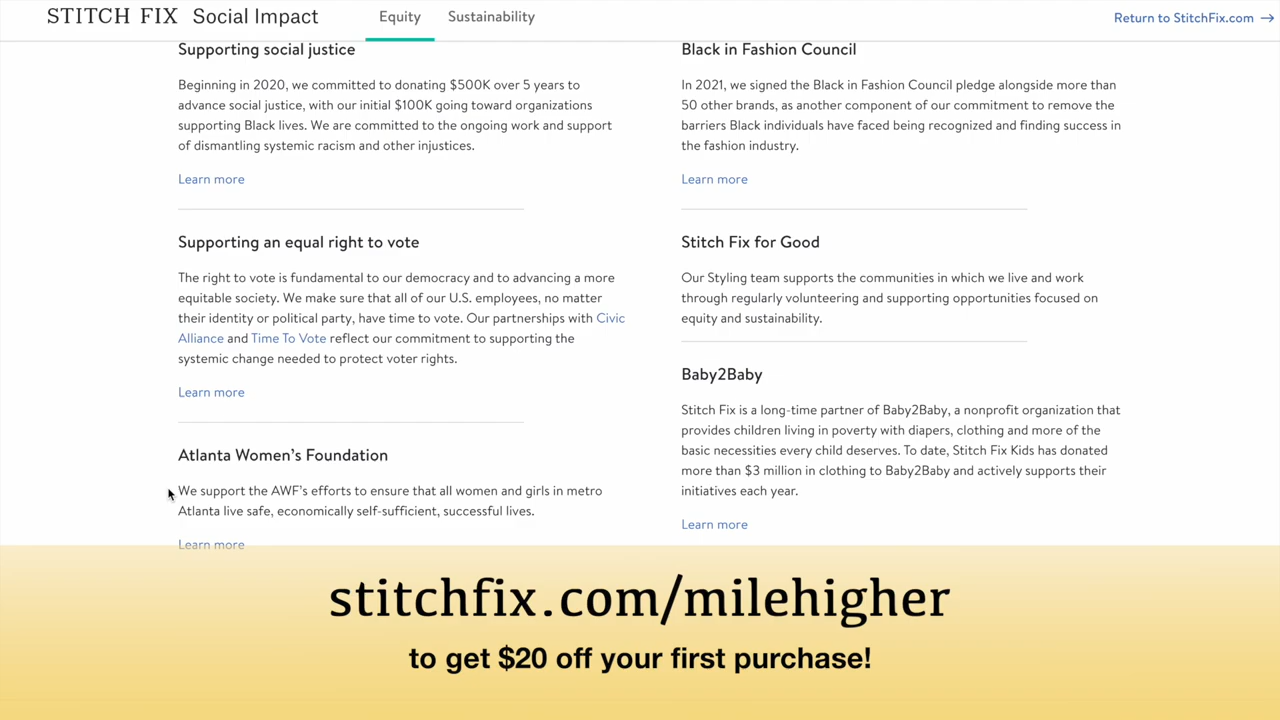 STITCH FIX Social Impact
Equity
Sustainability
Return to StitchFix.com →
Supporting social justice
Beginning in 2020, we committed to donating $500K over 5 years to
advance social justice, with our initial $100K going toward organizations
supporting Black lives. We are committed to the ongoing work and support
of dismantling systemic racism and other injustices.
Learn more
Supporting an equal right to vote
The right to vote is fundamental to our democracy and to advancing a more
equitable society. We make sure that all of our U.S. employees, no matter
their identity or political party, have time to vote. Our partnerships with Civic
Alliance and Time To Vote reflect our commitment to supporting the
systemic change needed to protect voter rights.
Learn more
Atlanta Women’s Foundation
We support the AWF’s efforts to ensure that all women and girls in metro
Atlanta live safe, economically self-sufficient, successful lives.
Learn more
Black in Fashion Council
In 2021, we signed the Black in Fashion Council pledge alongside more than
50 other brands, as another component of our commitment to remove the
barriers Black individuals have faced being recognized and finding success in
the fashion industry.
Learn more
Stitch Fix for Good
Our Styling team supports the communities in which we live and work
through regularly volunteering and supporting opportunities focused on
equity and sustainability.
Baby2Baby
Stitch Fix is a long-time partner of Baby2Baby, a nonprofit organization that
provides children living in poverty with diapers, clothing and more of the
basic necessities every child deserves. To date, Stitch Fix Kids has donated
more than $3 million in clothing to Baby2Baby and actively supports their
initiatives each year.
Learn more
stitchfix.com/milehigher
to get $20 off your first purchase!